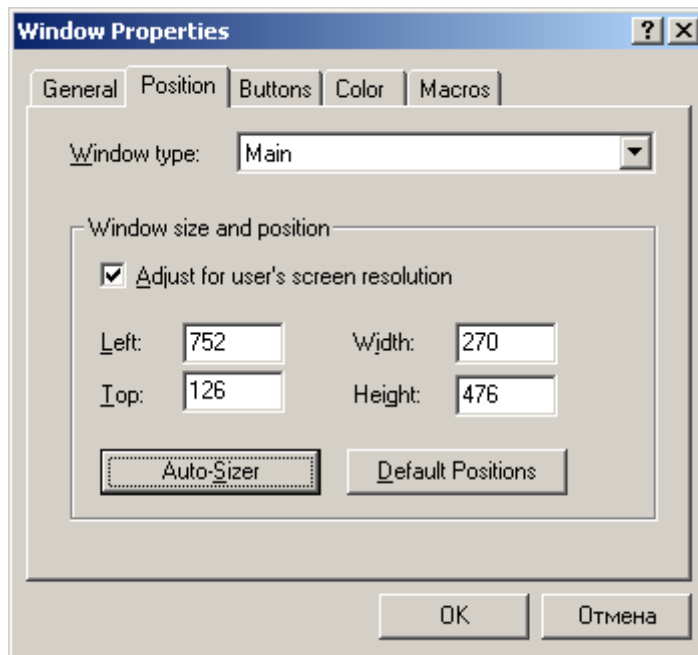 Window Properties
General Position Buttons Color Macros
Window type: Main
Window size and position
Adjust for user's screen resolution
Left: 752 Width: 270
Top: 126 Height: 476
Auto-Sizer Default Positions
OK Отмена